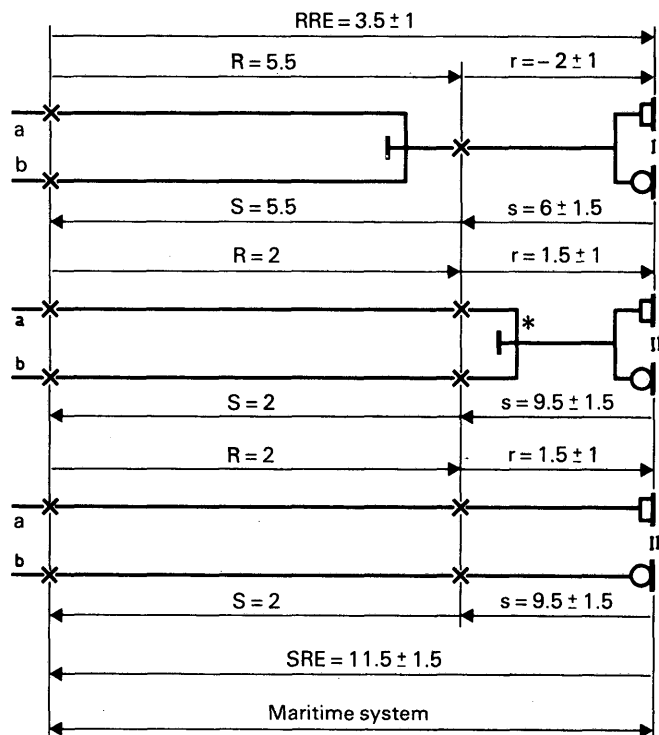 RRE = 3.5 ± 1
R = 5.5 r = – 2 ± 1
a
I
b
S = 5.5 s = 6 ± 1.5
R = 2 r = 1.5 ± 1
a *
II
b
S = 2 s = 9.5 ± 1.5
R = 2 r = 1.5 ± 1
a
II
b
S = 2 s = 9.5 ± 1.5
SRE = 11.5 ± 1.5
Maritime system